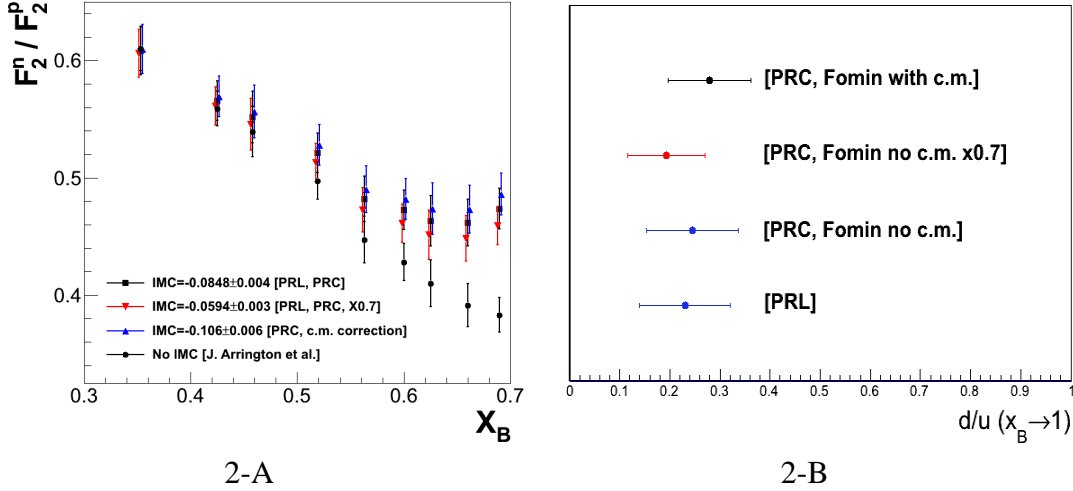 F₂ⁿ / F₂ᵖ
0.6
0.5
0.4
IMC=-0.0848±0.004 [PRL, PRC]
IMC=-0.0594±0.003 [PRL, PRC, X0.7]
IMC=-0.106±0.006 [PRC, c.m. correction]
No IMC [J. Arrington et al.]
0.3 0.4 0.5 0.6 0.7
X_B
2-A
[PRC, Fomin with c.m.]
[PRC, Fomin no c.m. x0.7]
[PRC, Fomin no c.m.]
[PRL]
0 0.1 0.2 0.3 0.4 0.5 0.6 0.7 0.8 0.9 1
d/u (x_B→1)
2-B